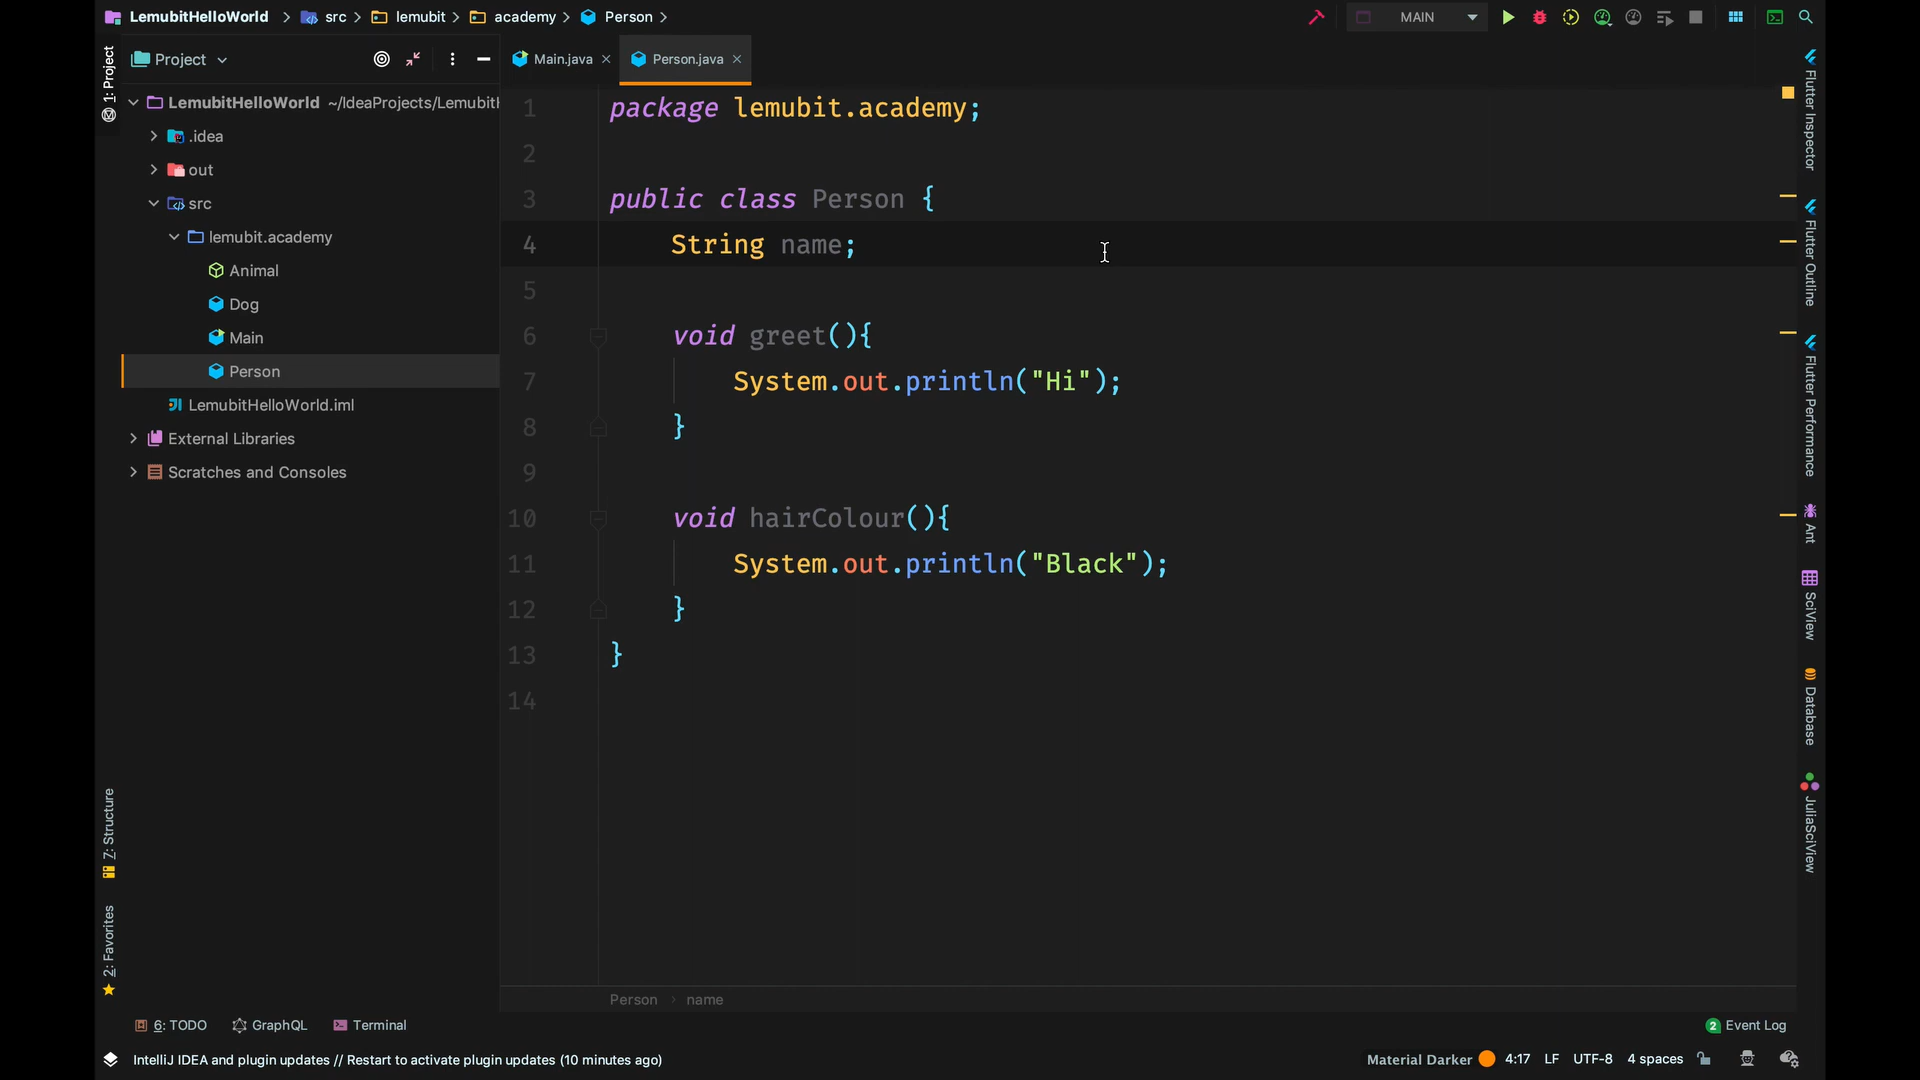 LemubitHelloWorld src lemubit academy Person MAIN
1: Project
Project
Main.java Person.java
LemubitHelloWorld ~/IdeaProjects/Lemubit
.idea
out
src
lemubit.academy
Animal
Dog
Main
Person
LemubitHelloWorld.iml
External Libraries
Scratches and Consoles
1 package lemubit.academy;
2
3 public class Person {
4 String name;
5
6 void greet(){
7 System.out.println("Hi");
8 }
9
10 void hairColour(){
11 System.out.println("Black");
12 }
13 }
14
Flutter Inspector
Flutter Outline
Flutter Performance
Ant
SciView
Database
JuliaSciView
Z: Structure
2: Favorites
Person name
6: TODO GraphQL Terminal
2 Event Log
IntelliJ IDEA and plugin updates // Restart to activate plugin updates (10 minutes ago)
Material Darker 4:17 LF UTF-8 4 spaces